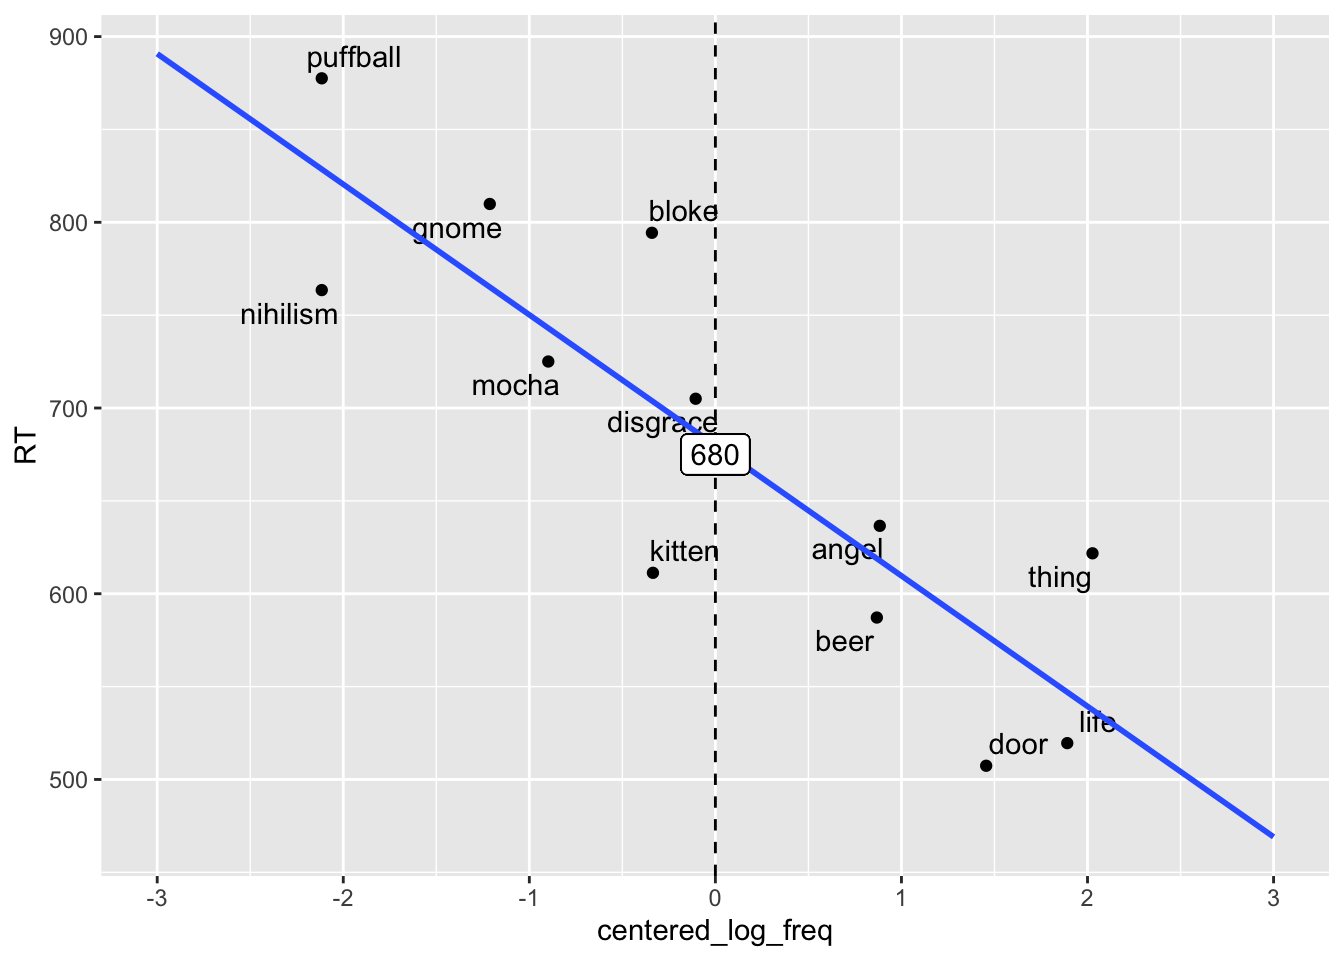 900
puffball
800
bloke
gnome
nihilism
mocha
700
disgrace
680
RT
kitten
angel
thing
600
beer
life
door
500
-3 -2 -1 0 1 2 3
centered_log_freq